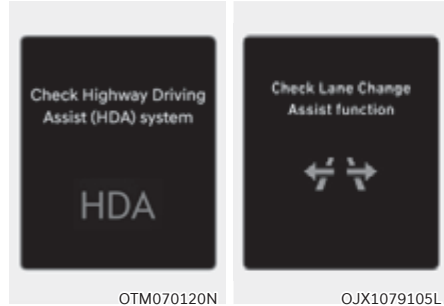 Check Highway Driving
Assist (HDA) system
HDA
OTM070120N
Check Lane Change
Assist function
OJX1079105L